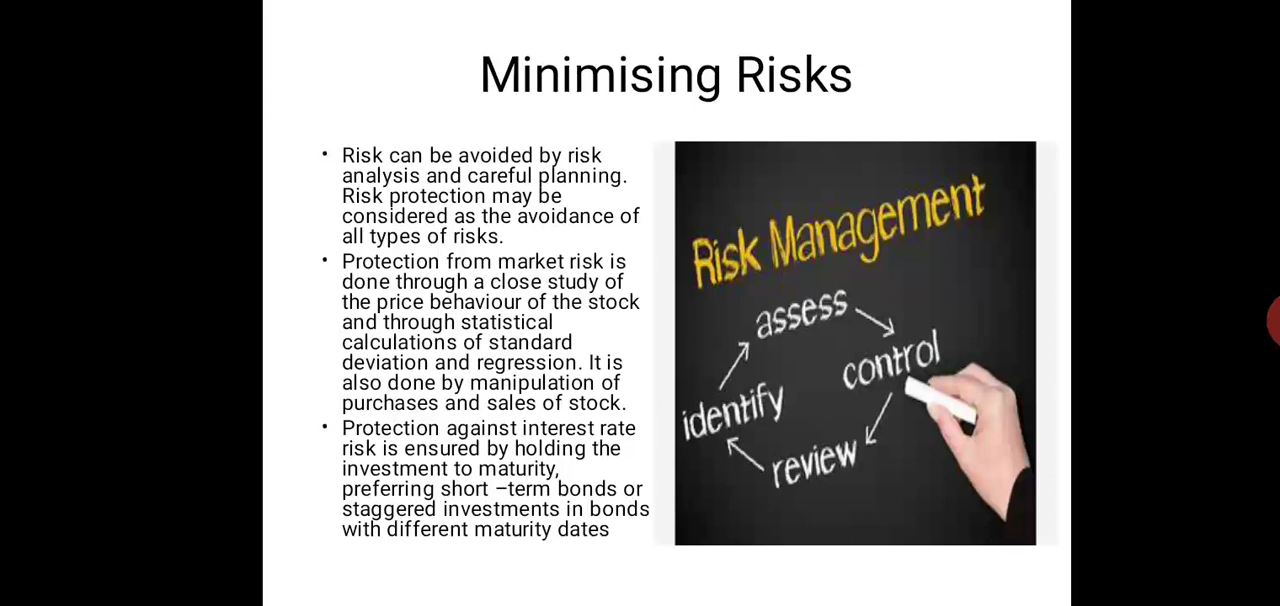 Minimising Risks
• Risk can be avoided by risk
analysis and careful planning.
Risk protection may be
considered as the avoidance of
all types of risks.
• Protection from market risk is
done through a close study of
the price behaviour of the stock
and through statistical
calculations of standard
deviation and regression. It is
also done by manipulation of
purchases and sales of stock.
• Protection against interest rate
risk is ensured by holding the
investment to maturity,
preferring short –term bonds or
staggered investments in bonds
with different maturity dates
Risk Management
assess
control
identify
review